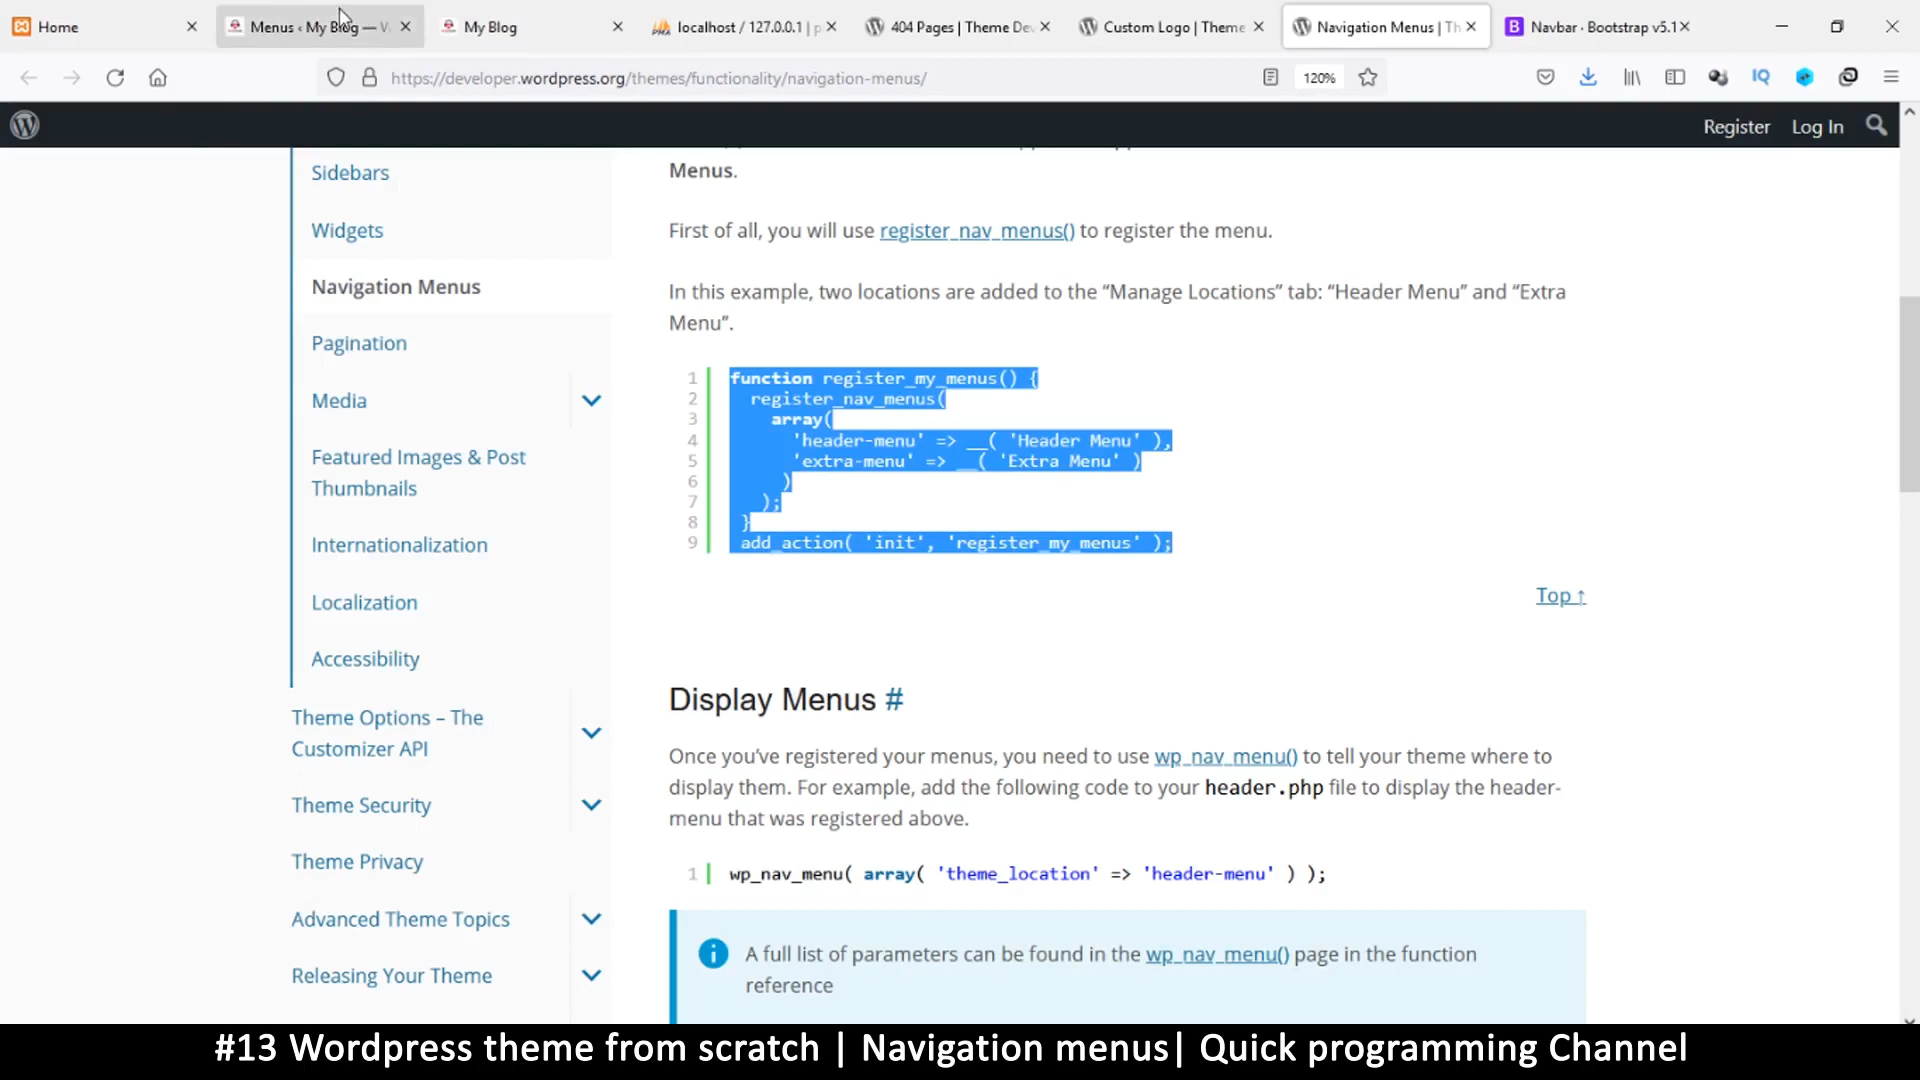 Home
Menus ‹ My Blog — W
My Blog
localhost / 127.0.0.1 | p
404 Pages | Theme Dev
Custom Logo | Theme
Navigation Menus | Th
Navbar · Bootstrap v5.1
https://developer.wordpress.org/themes/functionality/navigation-menus/
120%
IQ
Register
Log In
Sidebars
Widgets
Navigation Menus
Pagination
Media
Featured Images & Post
Thumbnails
Internationalization
Localization
Accessibility
Theme Options – The
Customizer API
Theme Security
Theme Privacy
Advanced Theme Topics
Releasing Your Theme
Menus.
First of all, you will use register_nav_menus() to register the menu.
In this example, two locations are added to the “Manage Locations” tab: “Header Menu” and “Extra
Menu”.
1 function register_my_menus() {
2 register_nav_menus(
3 array(
4 'header-menu' => __( 'Header Menu' ),
5 'extra-menu' => __( 'Extra Menu' )
6 )
7 );
8 }
9 add_action( 'init', 'register_my_menus' );
Top ↑
Display Menus #
Once you’ve registered your menus, you need to use wp_nav_menu() to tell your theme where to
display them. For example, add the following code to your header.php file to display the header-
menu that was registered above.
1 wp_nav_menu( array( 'theme_location' => 'header-menu' ) );
A full list of parameters can be found in the wp_nav_menu() page in the function
reference
#13 Wordpress theme from scratch | Navigation menus| Quick programming Channel